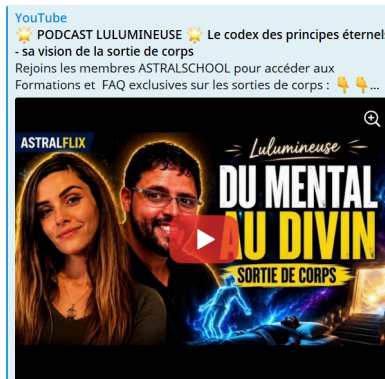 YouTube
🌟 PODCAST LULUMINEUSE 🌟 Le codex des principes éternels
- sa vision de la sortie de corps
Rejoins les membres ASTRALSCHOOL pour accéder aux
Formations et FAQ exclusives sur les sorties de corps : 👇 👇...
ASTRALFLIX
Lulumineuse
DU MENTAL
AU DIVIN
SORTIE DE CORPS